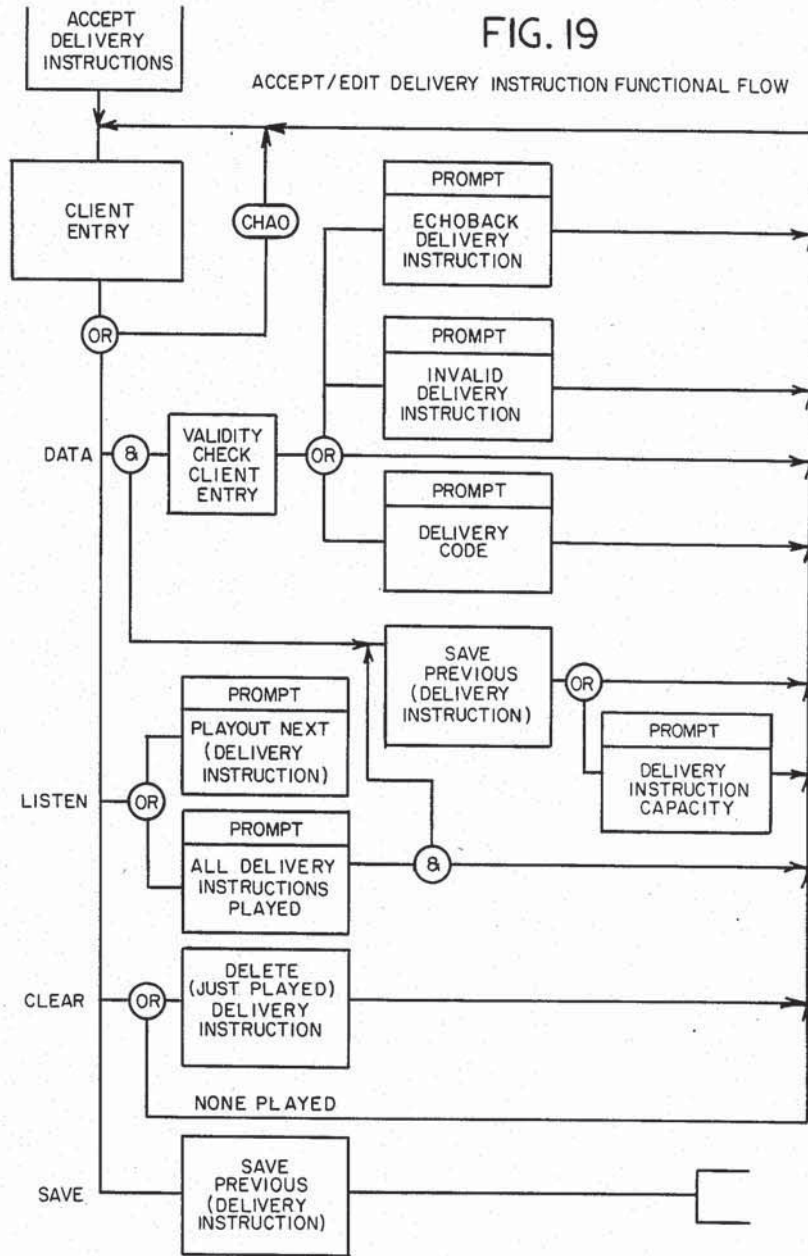 FIG. 19
ACCEPT/EDIT DELIVERY INSTRUCTION FUNCTIONAL FLOW
ACCEPT
DELIVERY
INSTRUCTIONS
CLIENT
ENTRY
CHAO
OR
PROMPT
ECHOBACK
DELIVERY
INSTRUCTION
PROMPT
INVALID
DELIVERY
INSTRUCTION
DATA
&
VALIDITY
CHECK
CLIENT
ENTRY
OR
PROMPT
DELIVERY
CODE
SAVE
PREVIOUS
(DELIVERY
INSTRUCTION)
OR
PROMPT
DELIVERY
INSTRUCTION
CAPACITY
LISTEN
OR
PROMPT
PLAYOUT NEXT
(DELIVERY
INSTRUCTION)
PROMPT
ALL DELIVERY
INSTRUCTIONS
PLAYED
&
CLEAR
OR
DELETE
(JUST PLAYED)
DELIVERY
INSTRUCTION
NONE PLAYED
SAVE
SAVE
PREVIOUS
(DELIVERY
INSTRUCTION)